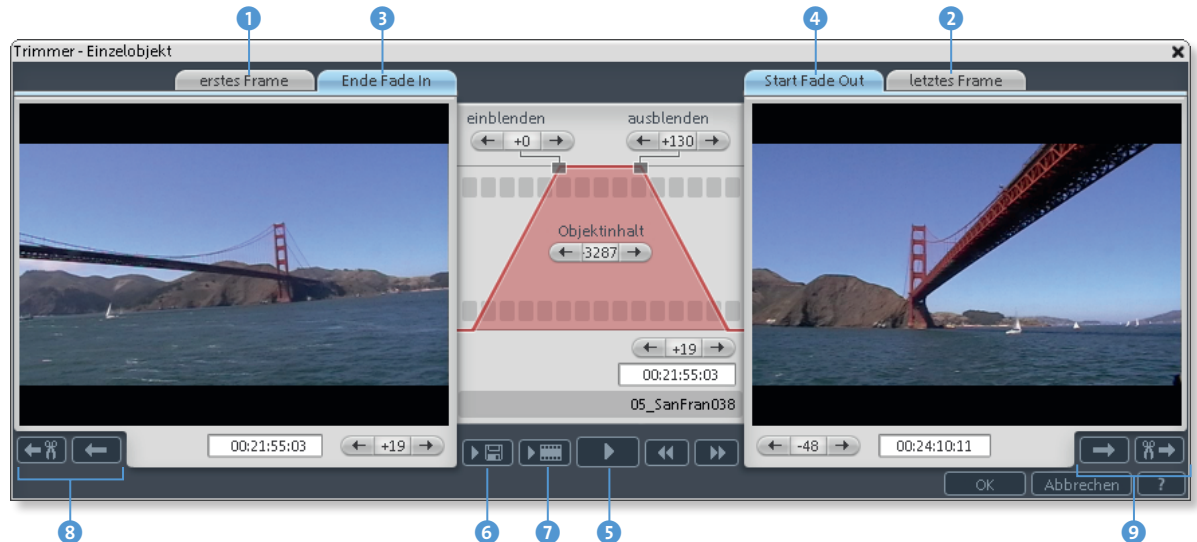 1 3 4 2
Trimmer - Einzelobjekt
erstes Frame Ende Fade In Start Fade Out letztes Frame
einblenden ausblenden
+0 +130
Objektinhalt
-3287
+19
00:21:55:03
05_SanFran038
00:21:55:03 +19 -48 00:24:10:11
OK Abbrechen ?
8 6 7 5 9